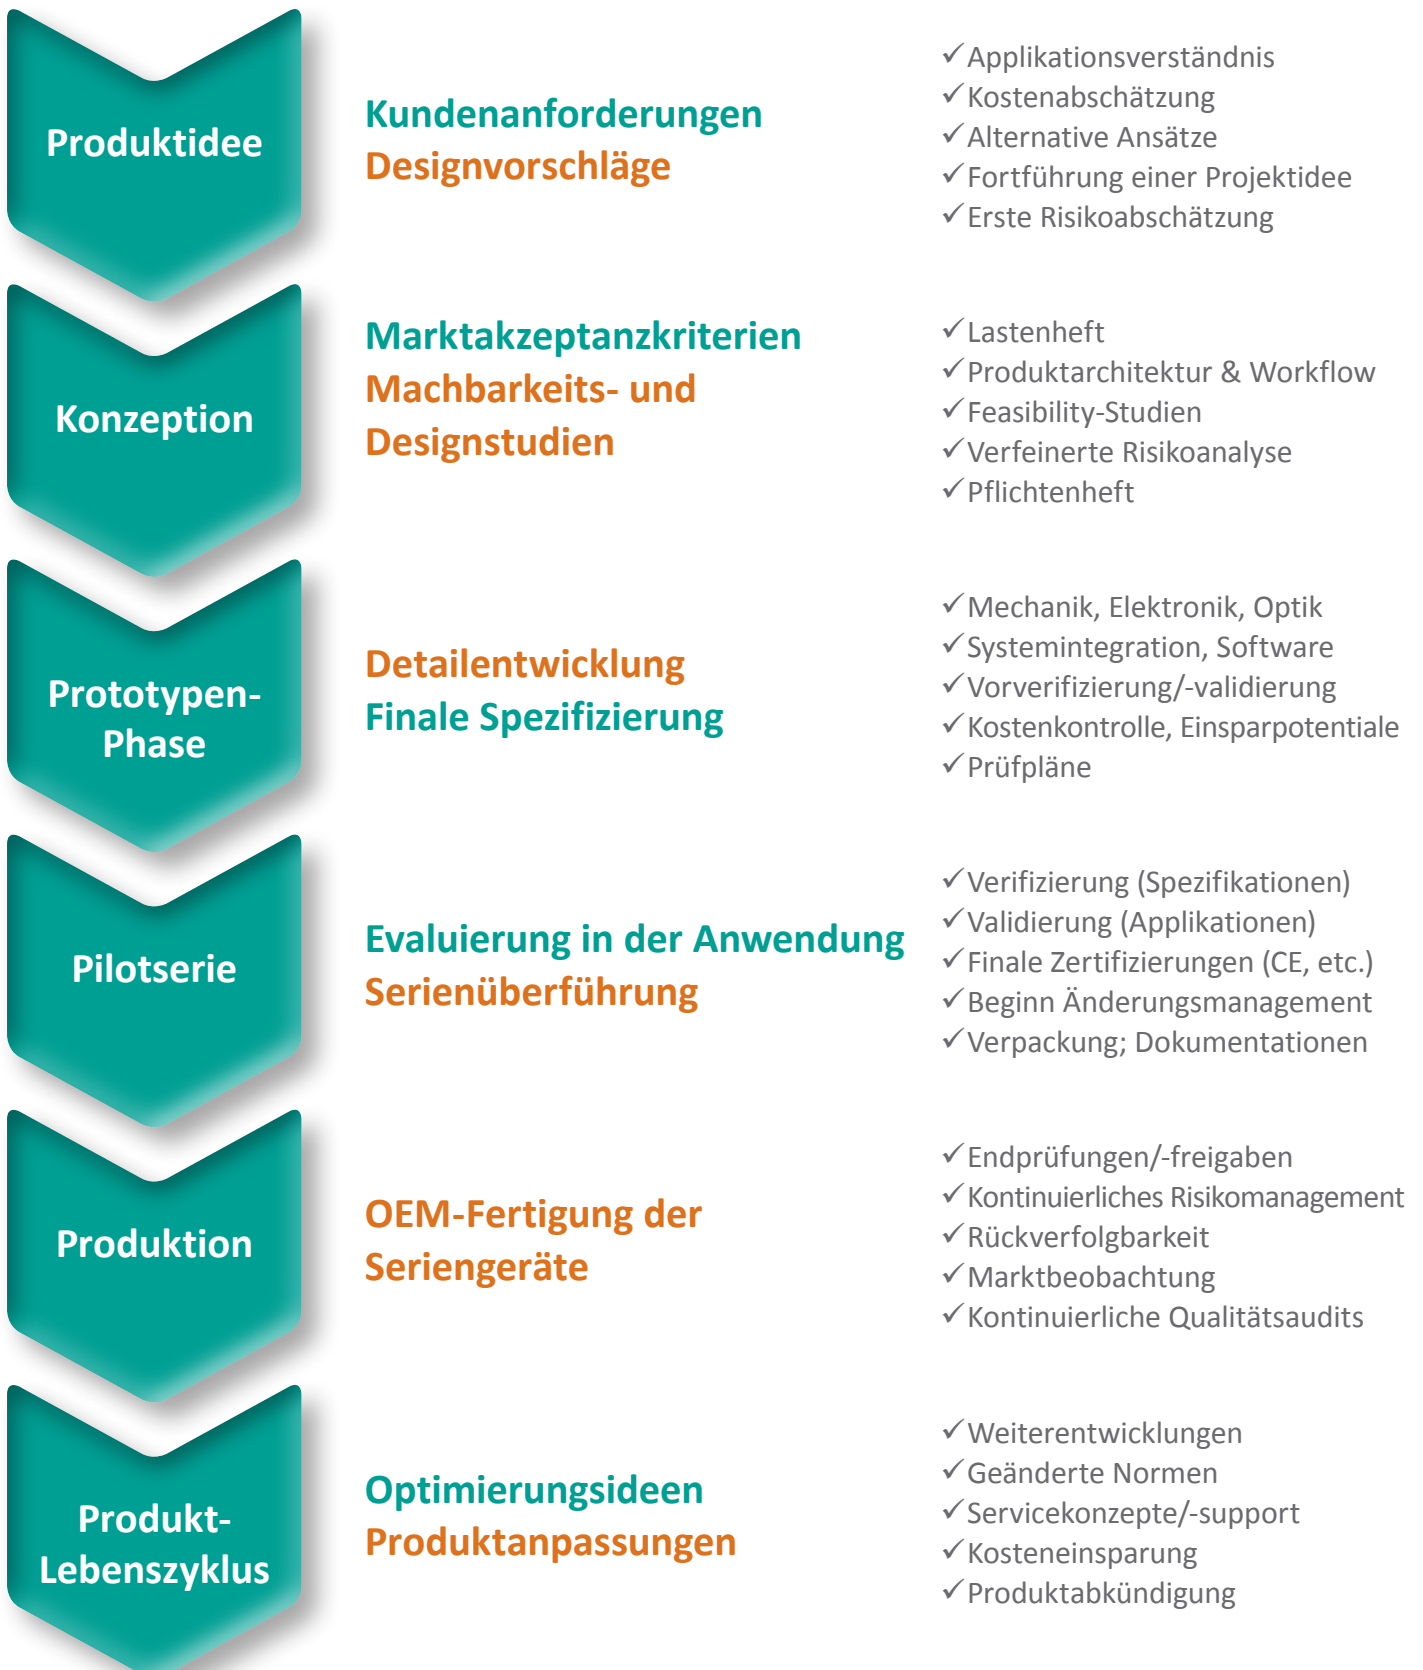 Produktidee
Kundenanforderungen
Designvorschläge
✓Applikationsverständnis
✓Kostenabschätzung
✓Alternative Ansätze
✓Fortführung einer Projektidee
✓Erste Risikoabschätzung
Konzeption
Marktakzeptanzkriterien
Machbarkeits- und
Designstudien
✓Lastenheft
✓Produktarchitektur & Workflow
✓Feasibility-Studien
✓Verfeinerte Risikoanalyse
✓Pflichtenheft
Prototypen-
Phase
Detailentwicklung
Finale Spezifizierung
✓Mechanik, Elektronik, Optik
✓Systemintegration, Software
✓Vorverifizierung/-validierung
✓Kostenkontrolle, Einsparpotentiale
✓Prüfpläne
Pilotserie
Evaluierung in der Anwendung
Serienüberführung
✓Verifizierung (Spezifikationen)
✓Validierung (Applikationen)
✓Finale Zertifizierungen (CE, etc.)
✓Beginn Änderungsmanagement
✓Verpackung; Dokumentationen
Produktion
OEM-Fertigung der
Seriengeräte
✓Endprüfungen/-freigaben
✓Kontinuierliches Risikomanagement
✓Rückverfolgbarkeit
✓Marktbeobachtung
✓Kontinuierliche Qualitätsaudits
Produkt-
Lebenszyklus
Optimierungsideen
Produktanpassungen
✓Weiterentwicklungen
✓Geänderte Normen
✓Servicekonzepte/-support
✓Kosteneinsparung
✓Produktabkündigung